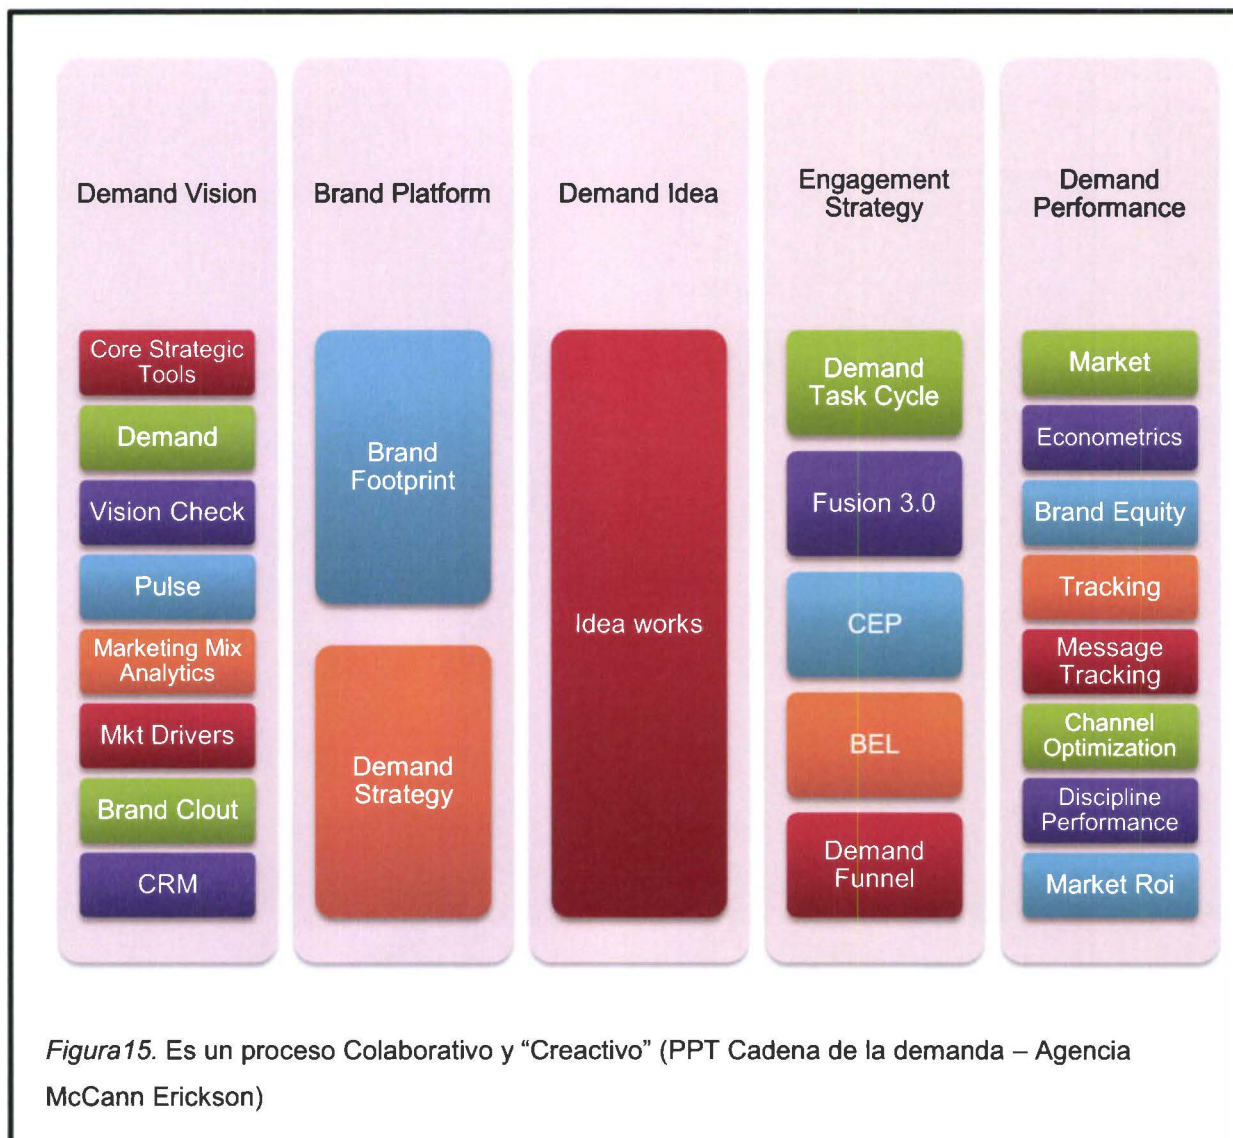 Demand Vision
Core Strategic
Tools
Demand
Vision Check
Pulse
Marketing Mix
Analytics
Mkt Drivers
Brand Clout
CRM
Brand Platform
Brand
Footprint
Demand
Strategy
Demand Idea
Idea works
Engagement
Strategy
Demand
Task Cycle
Fusion 3.0
CEP
BEL
Demand
Funnel
Demand
Performance
Market
Econometrics
Brand Equity
Tracking
Message
Tracking
Channel
Optimization
Discipline
Performance
Market Roi
Figura15. Es un proceso Colaborativo y “Creactivo” (PPT Cadena de la demanda – Agencia
McCann Erickson)